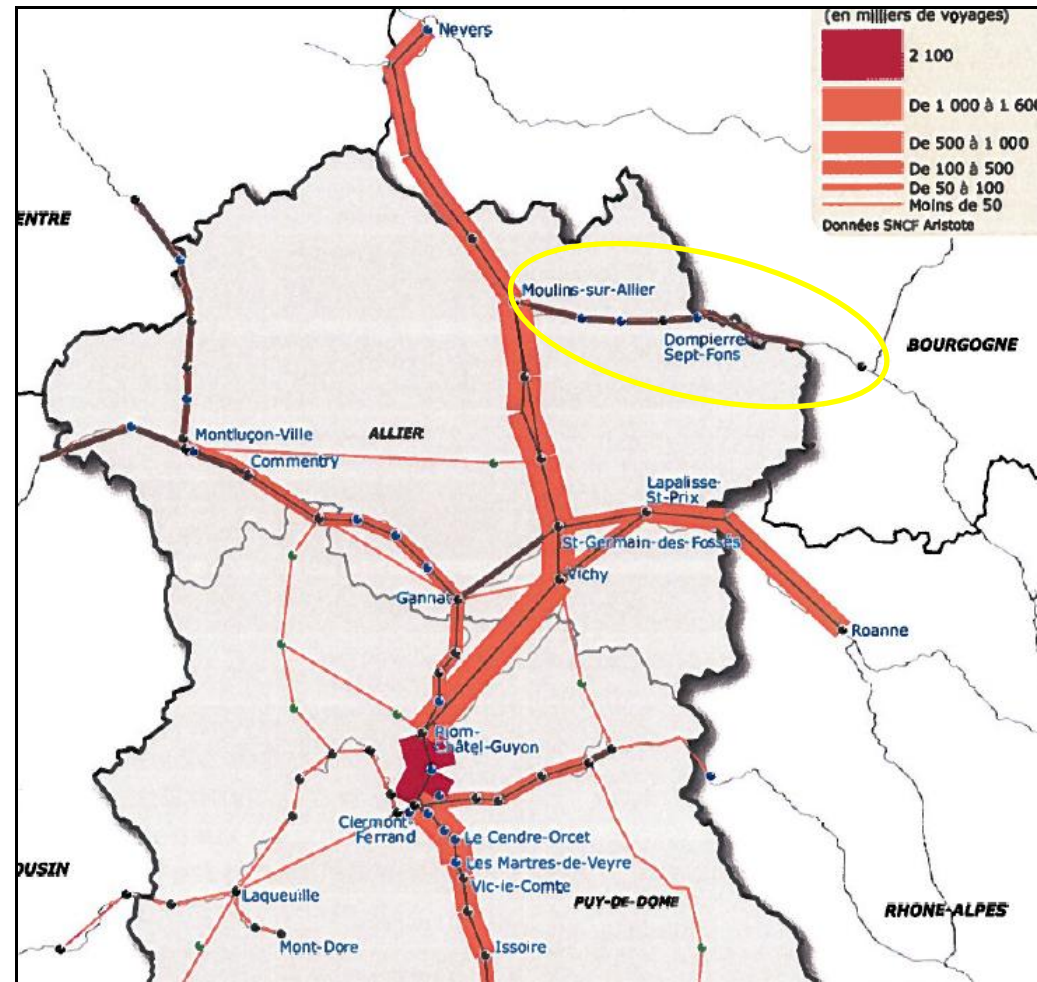 (en milliers de voyages)
2 100
De 1 000 à 1 600
De 500 à 1 000
De 100 à 500
De 50 à 100
Moins de 50
Données SNCF Aristote
Nevers
ENTRE
Moulins-sur-Allier
Dompierre
Sept-Fons
BOURGOGNE
Montluçon-Ville
ALLIER
Commentry
Lapalisse-
St-Prix
St-Germain-des-Fossés
Vichy
Gannat
Roanne
Riom-
Châtel-Guyon
Clermont-
Ferrand
Le Cendre-Orcet
Les Martres-de-Veyre
Vic-le-Comte
OUSIN
Laqueuille
PUY-DE-DOME
RHONE-ALPES
Mont-Dore
Issoire